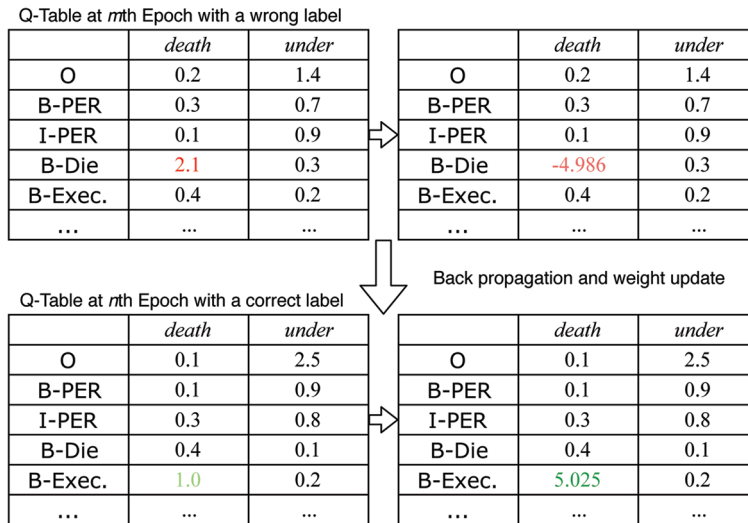 Q-Table at mth Epoch with a wrong label
death under death under
O 0.2 1.4 O 0.2 1.4
B-PER 0.3 0.7 B-PER 0.3 0.7
I-PER 0.1 0.9 I-PER 0.1 0.9
B-Die 2.1 0.3 B-Die -4.986 0.3
B-Exec. 0.4 0.2 B-Exec. 0.4 0.2
... ... ... ... ... ...
Back propagation and weight update
Q-Table at nth Epoch with a correct label
death under death under
O 0.1 2.5 O 0.1 2.5
B-PER 0.1 0.9 B-PER 0.1 0.9
I-PER 0.3 0.8 I-PER 0.3 0.8
B-Die 0.4 0.1 B-Die 0.4 0.1
B-Exec. 1.0 0.2 B-Exec. 5.025 0.2
... ... ... ... ... ...